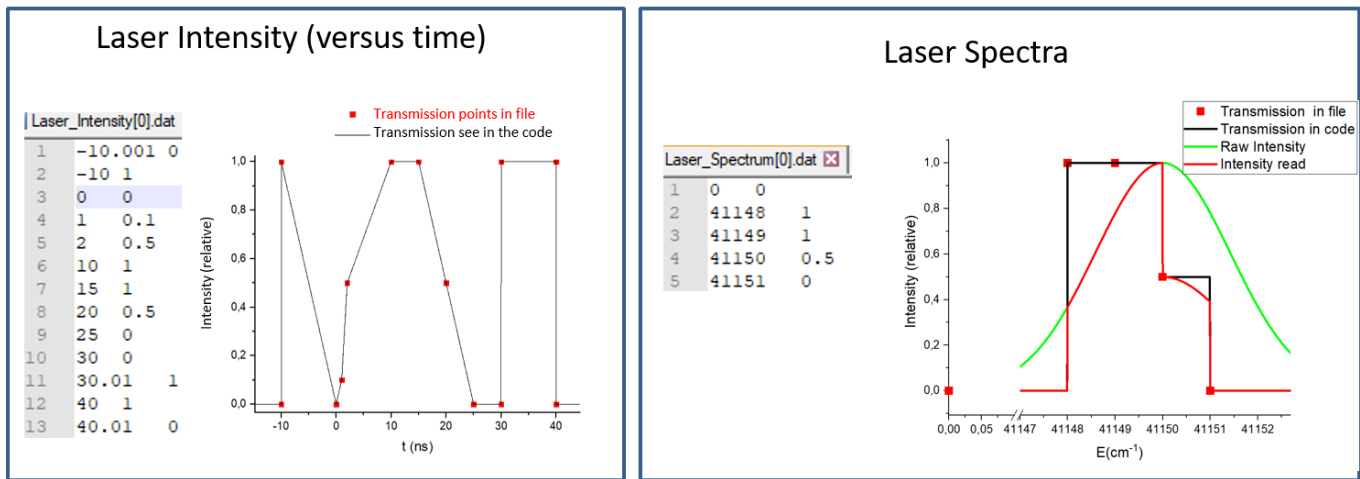 Laser Intensity (versus time)
Laser_Intensity[0].dat
1 -10.001 0
2 -10 1
3 0 0
4 1 0.1
5 2 0.5
6 10 1
7 15 1
8 20 0.5
9 25 0
10 30 0
11 30.01 1
12 40 1
13 40.01 0
Transmission points in file
Transmission see in the code
Intensity (relative)
1,0
0,8
0,6
0,4
0,2
0,0
-10 0 10 20 30 40
t (ns)
Laser Spectra
Laser_Spectrum[0].dat
1 0 0
2 41148 1
3 41149 1
4 41150 0.5
5 41151 0
Transmission in file
Transmission in code
Raw Intensity
Intensity read
Intensity (relative)
1,0
0,8
0,6
0,4
0,2
0,0
0,00 0,05 41147 41148 41149 41150 41151 41152
E(cm-1)